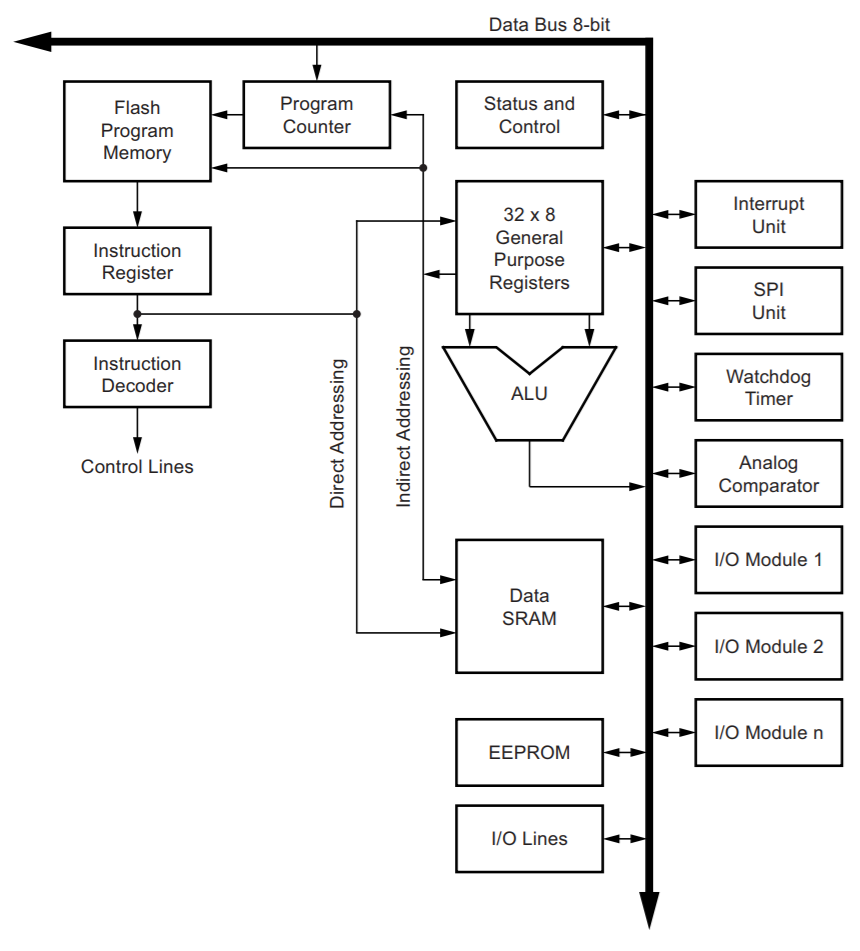 Data Bus 8-bit
Flash
Program
Memory
Program
Counter
Status and
Control
Instruction
Register
32 x 8
General
Purpose
Registers
Interrupt
Unit
SPI
Unit
Instruction
Decoder
ALU
Watchdog
Timer
Control Lines
Direct Addressing
Indirect Addressing
Analog
Comparator
I/O Module 1
Data
SRAM
I/O Module 2
I/O Module n
EEPROM
I/O Lines